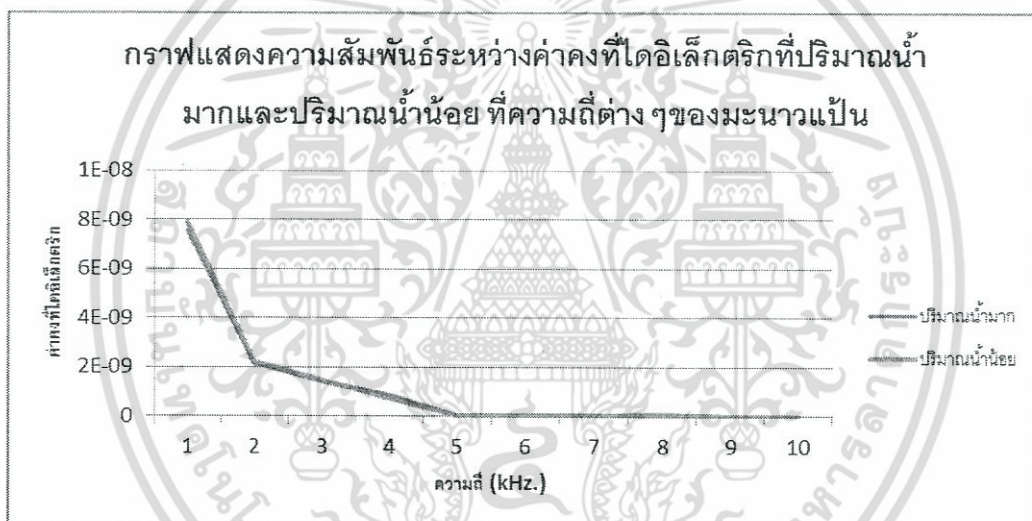 กราฟแสดงความสัมพันธ์ระหว่างค่าคงที่ไดอิเล็กตริกที่ปริมาณน้ำ
มากและปริมาณน้ำน้อย ที่ความถี่ต่าง ๆของมะนาวแป้น
1E-08
8E-09
6E-09
4E-09
2E-09
0
ค่าคงที่ไดอิเล็กตริก
1 2 3 4 5 6 7 8 9 10
ความถี่ (kHz.)
ปริมาณน้ำมาก
ปริมาณน้ำน้อย